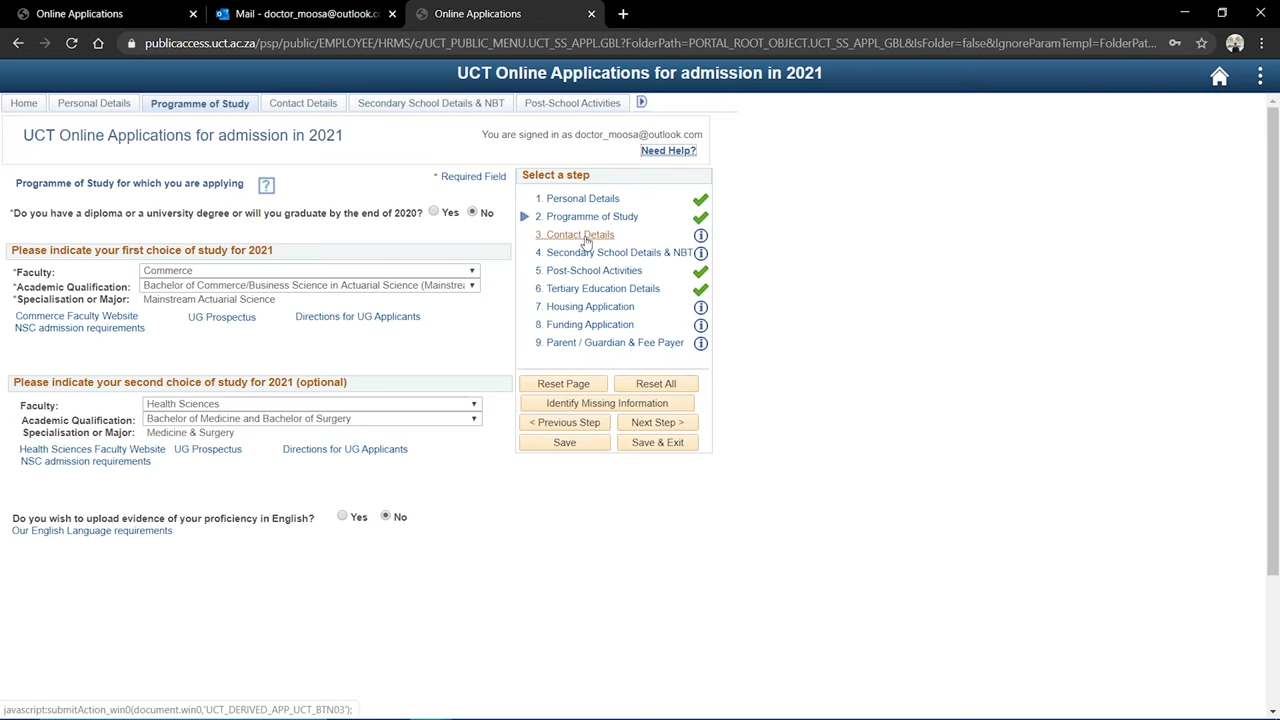 Online Applications
Mail - doctor_moosa@outlook.co
Online Applications
publicaccess.uct.ac.za/psp/public/EMPLOYEE/HRMS/c/UCT_PUBLIC_MENU.UCT_SS_APPL.GBL?FolderPath=PORTAL_ROOT_OBJECT.UCT_SS_APPL_GBL&IsFolder=false&IgnoreParamTempl=FolderPat...
UCT Online Applications for admission in 2021
Home
Personal Details
Programme of Study
Contact Details
Secondary School Details & NBT
Post-School Activities
UCT Online Applications for admission in 2021
You are signed in as doctor_moosa@outlook.com
Need Help?
Programme of Study for which you are applying
?
* Required Field
*Do you have a diploma or a university degree or will you graduate by the end of 2020? Yes No
Please indicate your first choice of study for 2021
*Faculty: Commerce
*Academic Qualification: Bachelor of Commerce/Business Science in Actuarial Science (Mainstrea
*Specialisation or Major: Mainstream Actuarial Science
Commerce Faculty Website UG Prospectus Directions for UG Applicants
NSC admission requirements
Please indicate your second choice of study for 2021 (optional)
Faculty: Health Sciences
Academic Qualification: Bachelor of Medicine and Bachelor of Surgery
Specialisation or Major: Medicine & Surgery
Health Sciences Faculty Website UG Prospectus Directions for UG Applicants
NSC admission requirements
Do you wish to upload evidence of your proficiency in English? Yes No
Our English Language requirements
Select a step
1. Personal Details
2. Programme of Study
3. Contact Details
4. Secondary School Details & NBT
5. Post-School Activities
6. Tertiary Education Details
7. Housing Application
8. Funding Application
9. Parent / Guardian & Fee Payer
Reset Page Reset All
Identify Missing Information
< Previous Step Next Step >
Save Save & Exit
javascript:submitAction_win0(document.win0,'UCT_DERIVED_APP_UCT_BTN03');